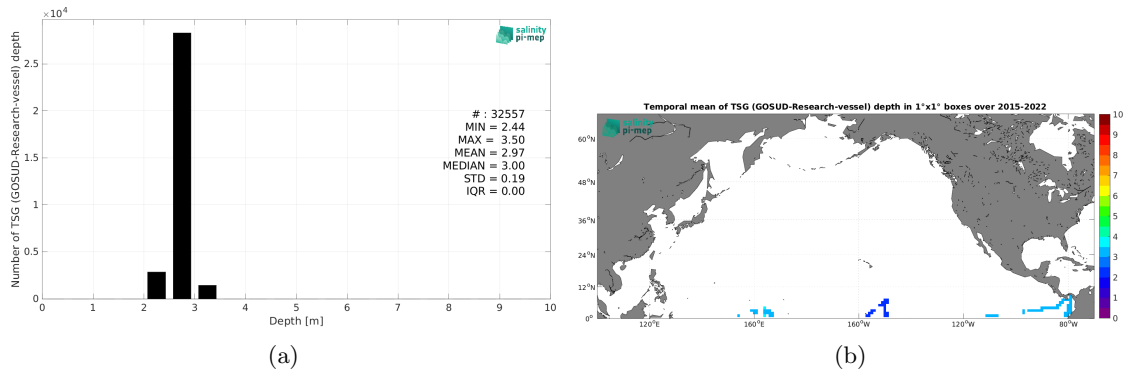 ×10⁴
Number of TSG (GOSUD-Research-vessel) depth
2.5
2
1.5
1
0.5
0
salinity
pi-mep
# : 32557
MIN = 2.44
MAX = 3.50
MEAN = 2.97
MEDIAN = 3.00
STD = 0.19
IQR = 0.00
0 1 2 3 4 5 6 7 8 9 10
Depth [m]
(a)
Temporal mean of TSG (GOSUD-Research-vessel) depth in 1°x1° boxes over 2015-2022
salinity
pi-mep
60°N
48°N
36°N
24°N
12°N
0°
120°E 160°E 160°W 120°W 80°W
10
9
8
7
6
5
4
3
2
1
0
(b)